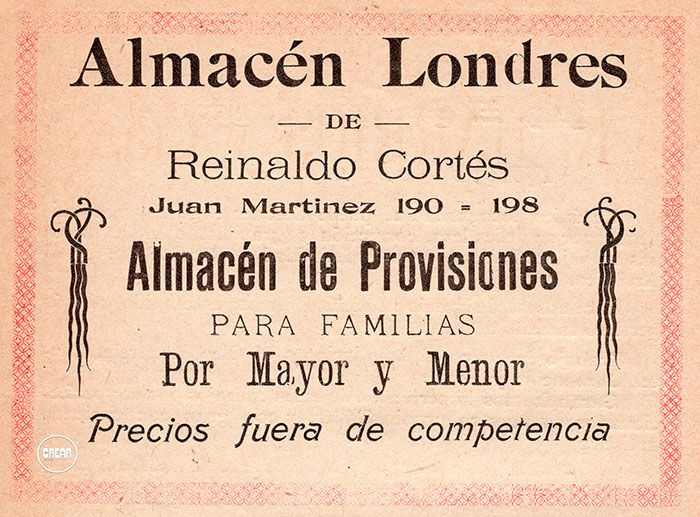 Almacén Londres
— DE —
Reinaldo Cortés
Juan Martinez 190 = 198
Almacén de Provisiones
PARA FAMILIAS
Por Mayor y Menor
Precios fuera de competencia
CREAR